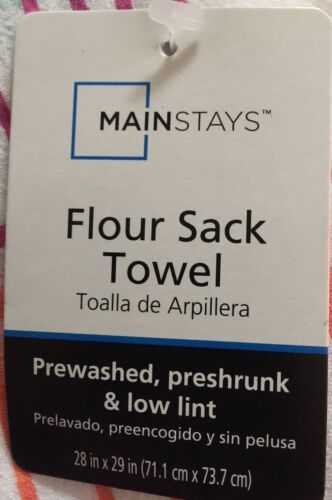 MAINSTAYS™
Flour Sack
Towel
Toalla de Arpillera
Prewashed, preshrunk
& low lint
Prelavado, preencogido y sin pelusa
28 in x 29 in (71.1 cm x 73.7 cm)